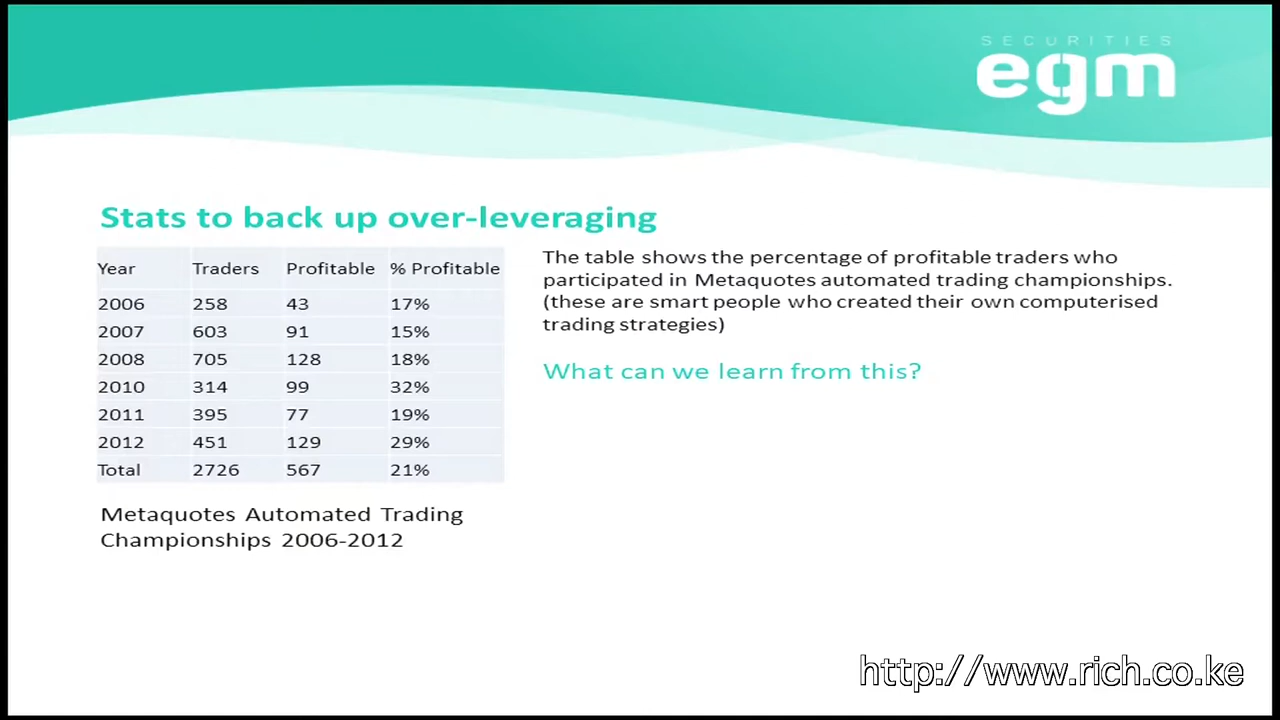 SECURITIES
egm
Stats to back up over-leveraging
Year Traders Profitable % Profitable
2006 258 43 17%
2007 603 91 15%
2008 705 128 18%
2010 314 99 32%
2011 395 77 19%
2012 451 129 29%
Total 2726 567 21%
Metaquotes Automated Trading
Championships 2006-2012
The table shows the percentage of profitable traders who
participated in Metaquotes automated trading championships.
(these are smart people who created their own computerised
trading strategies)
What can we learn from this?
http://www.rich.co.ke